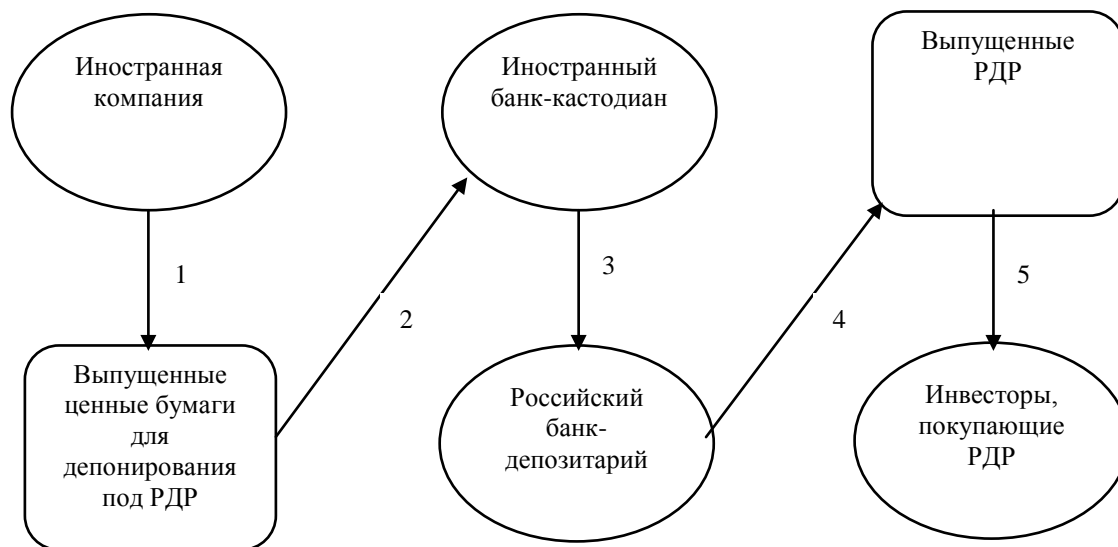 Иностранная
компания
Иностранный
банк-кастодиан
Выпущенные
РДР
1
2
3
4
5
Выпущенные
ценные бумаги
для
депонирования
под РДР
Российский
банк-
депозитарий
Инвесторы,
покупающие
РДР